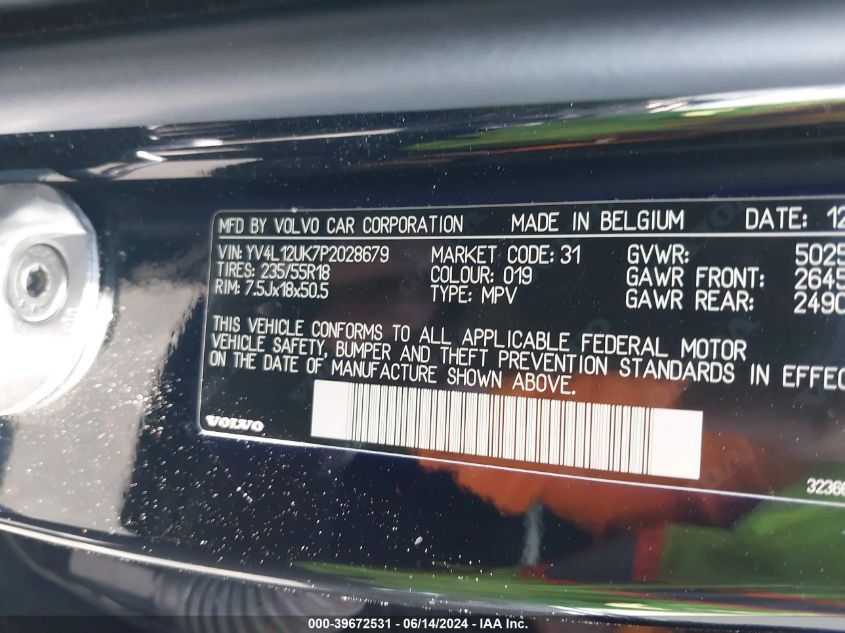 MFD BY VOLVO CAR CORPORATION MADE IN BELGIUM DATE: 12
VIN: YV4L12UK7P2028679 MARKET CODE: 31 GVWR: 5025
TIRES: 235/55R18 COLOUR: 019 GAWR FRONT: 2645
RIM: 7.5Jx18x50.5 TYPE: MPV GAWR REAR: 2490
THIS VEHICLE CONFORMS TO ALL APPLICABLE FEDERAL MOTOR
VEHICLE SAFETY, BUMPER AND THEFT PREVENTION STANDARDS IN EFFEC
ON THE DATE OF MANUFACTURE SHOWN ABOVE.
VOLVO
32366
000-39672531 - 06/14/2024 - IAA Inc.